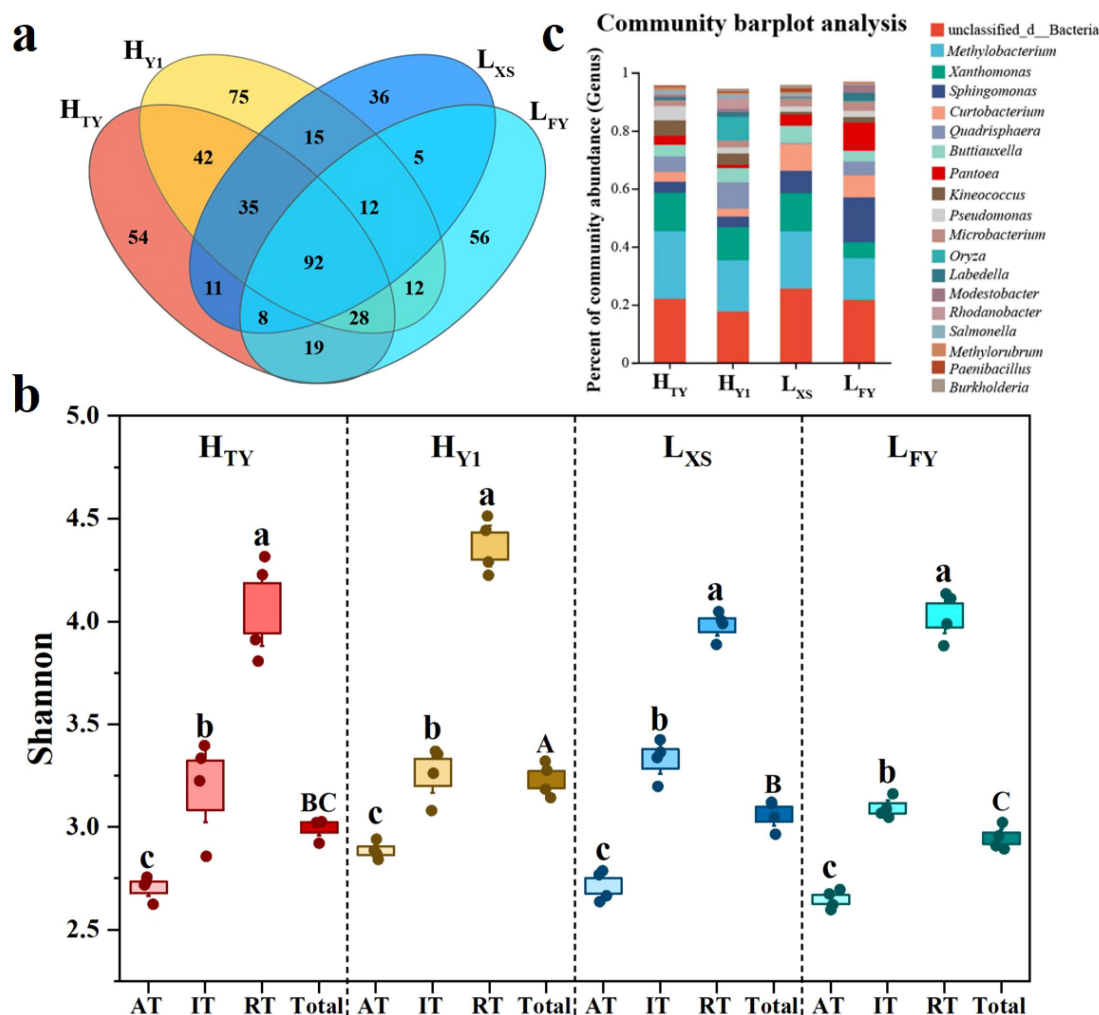 a
H_Y1
L_XS
H_TY
L_FY
75
36
15
42
5
35
12
54
56
92
11
12
8
28
19
c
Community barplot analysis
Percent of community abundance (Genus)
1
0.8
0.6
0.4
0.2
0
H_TY
H_Y1
L_XS
L_FY
unclassified_d__Bacteria
Methylobacterium
Xanthomonas
Sphingomonas
Curtobacterium
Quadrisphaera
Buttiauxella
Pantoea
Kineococcus
Pseudomonas
Microbacterium
Oryza
Labedella
Modestobacter
Rhodanobacter
Salmonella
Methylorubrum
Paenibacillus
Burkholderia
b
Shannon
5.0
4.5
4.0
3.5
3.0
2.5
H_TY
H_Y1
L_XS
L_FY
c
b
a
BC
c
b
a
A
c
b
a
B
c
b
a
C
AT IT RT Total AT IT RT Total AT IT RT Total AT IT RT Total